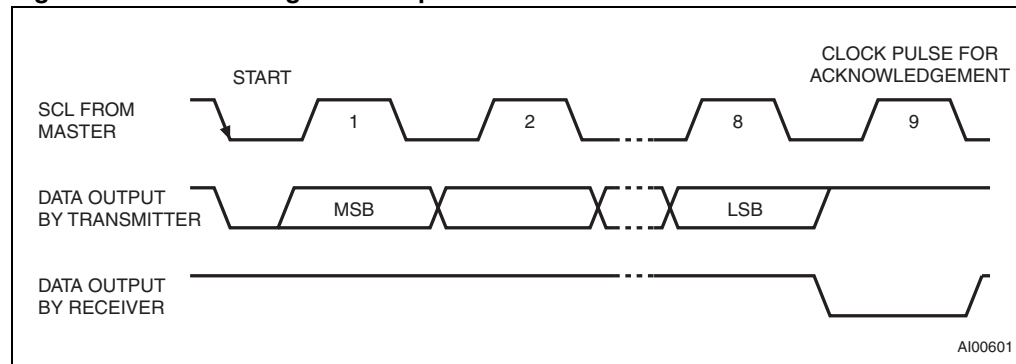 START
CLOCK PULSE FOR
ACKNOWLEDGEMENT
SCL FROM
MASTER
1
2
8
9
DATA OUTPUT
BY TRANSMITTER
MSB
LSB
DATA OUTPUT
BY RECEIVER
AI00601